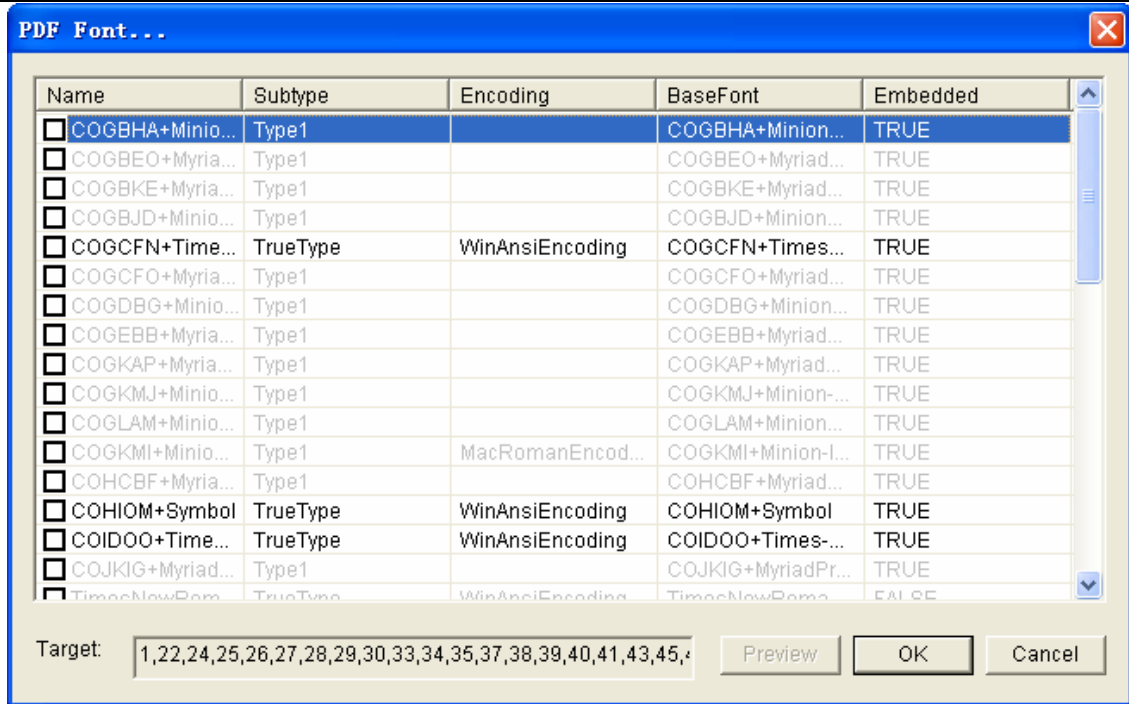 PDF Font...
Name Subtype Encoding BaseFont Embedded
COGBHA+Minio... Type1 COGBHA+Minion... TRUE
COGBEO+Myria... Type1 COGBEO+Myriad... TRUE
COGBKE+Myria... Type1 COGBKE+Myriad... TRUE
COGBJD+Minio... Type1 COGBJD+Minion... TRUE
COGCFN+Time... TrueType WinAnsiEncoding COGCFN+Times... TRUE
COGCFO+Myria... Type1 COGCFO+Myriad... TRUE
COGDBG+Minio... Type1 COGDBG+Minion... TRUE
COGEBB+Myria... Type1 COGEBB+Myriad... TRUE
COGKAP+Myria... Type1 COGKAP+Myriad... TRUE
COGKMJ+Minio... Type1 COGKMJ+Minion-... TRUE
COGLAM+Minio... Type1 COGLAM+Minion... TRUE
COGKMI+Minio... Type1 MacRomanEncod... COGKMI+Minion-I... TRUE
COHCBF+Myria... Type1 COHCBF+Myriad... TRUE
COHIOM+Symbol TrueType WinAnsiEncoding COHIOM+Symbol TRUE
COIDOO+Time... TrueType WinAnsiEncoding COIDOO+Times-... TRUE
COJKIG+Myriad... Type1 COJKIG+MyriadPr... TRUE
TimesNewRom... TrueType WinAnsiEncoding TimesNewRoma... FALSE
Target: 1,22,24,25,26,27,28,29,30,33,34,35,37,38,39,40,41,43,45, Preview OK Cancel